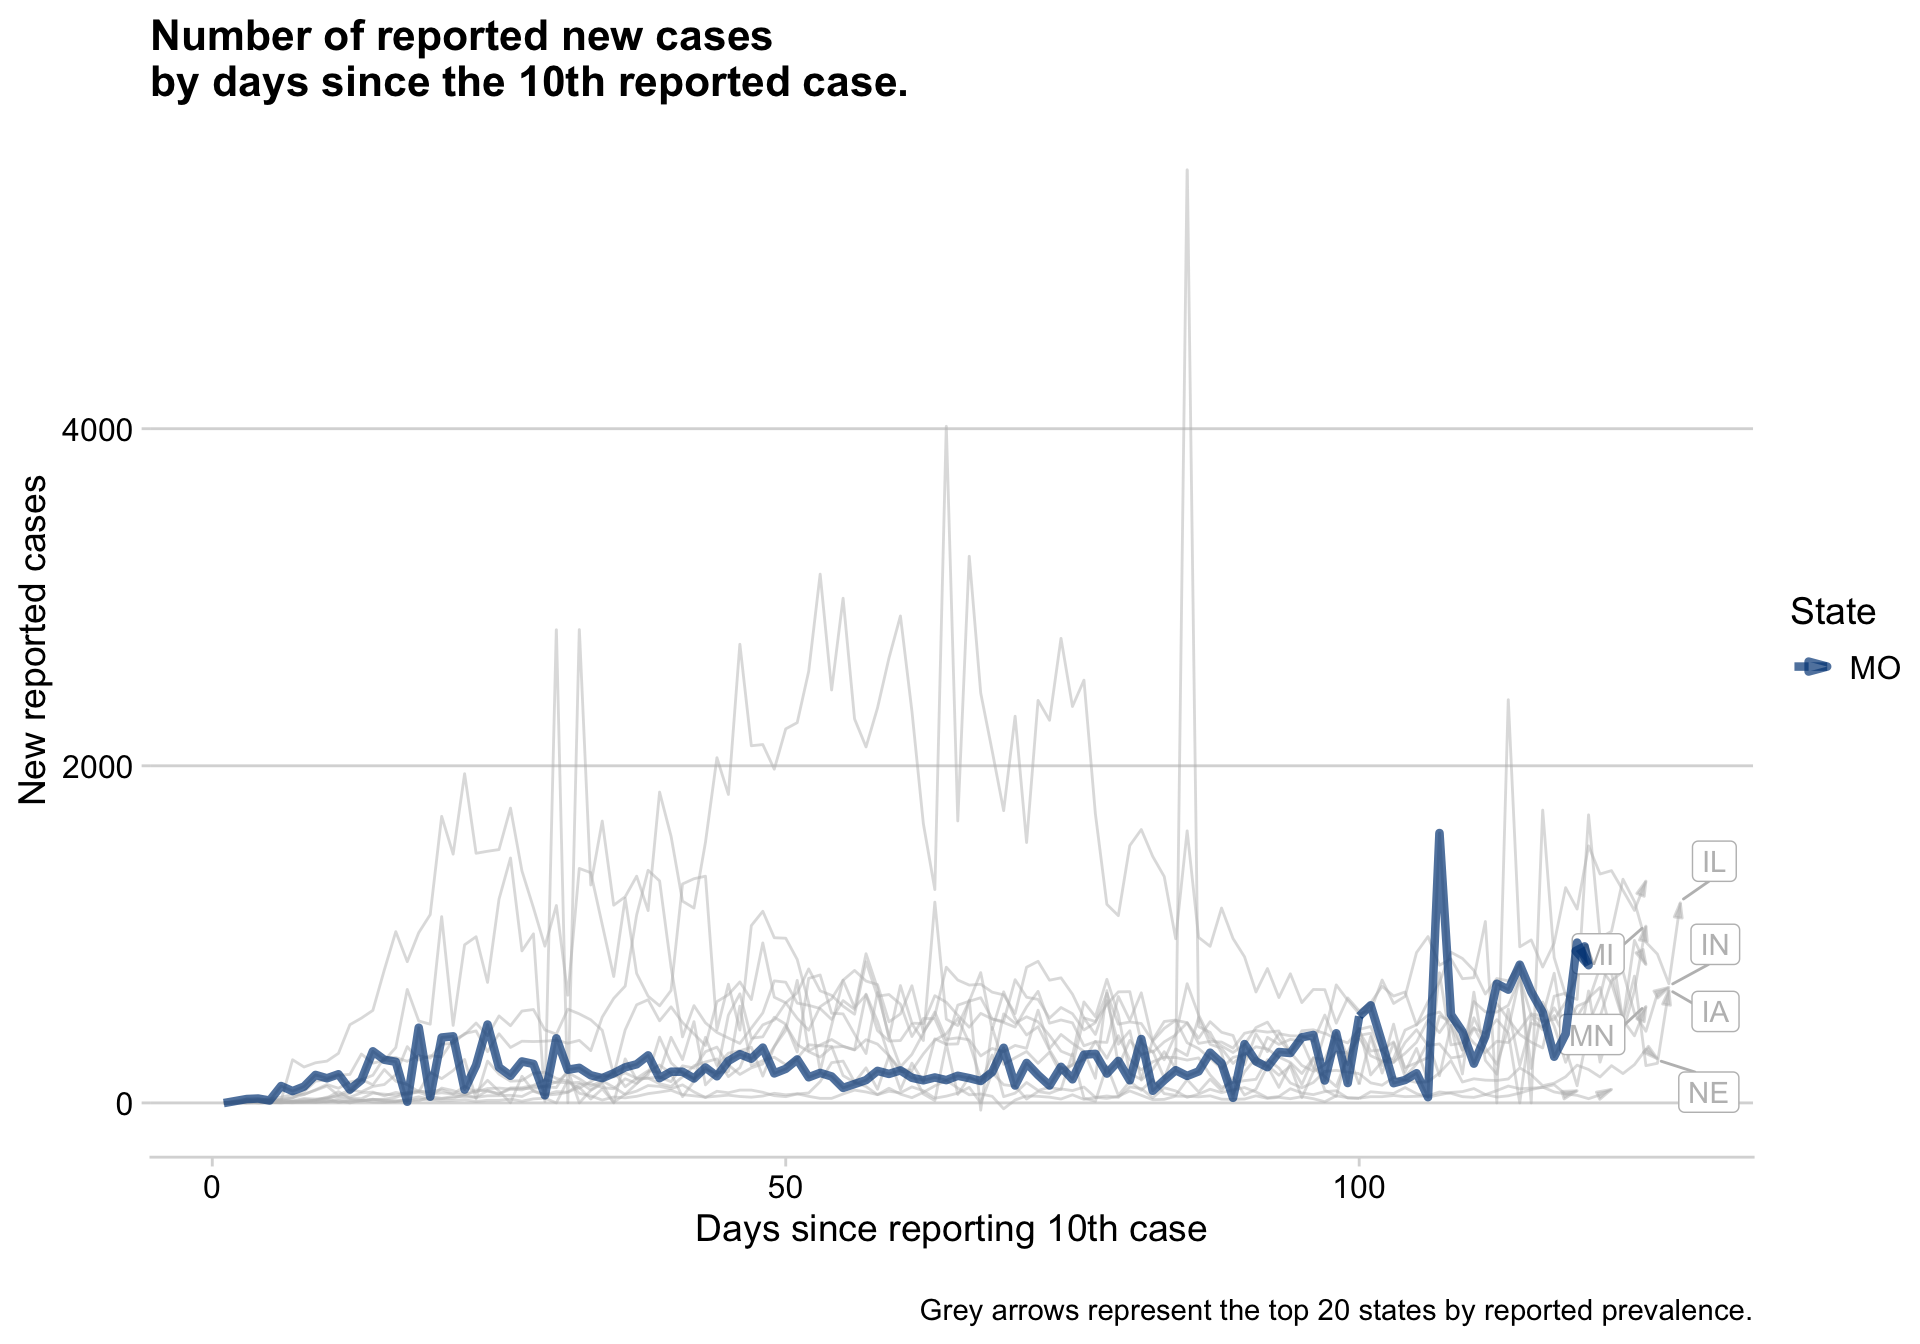 Number of reported new cases
by days since the 10th reported case.
New reported cases
4000
2000
0
0
50
100
Days since reporting 10th case
IL
IN
MI
IA
MN
NE
State
MO
Grey arrows represent the top 20 states by reported prevalence.